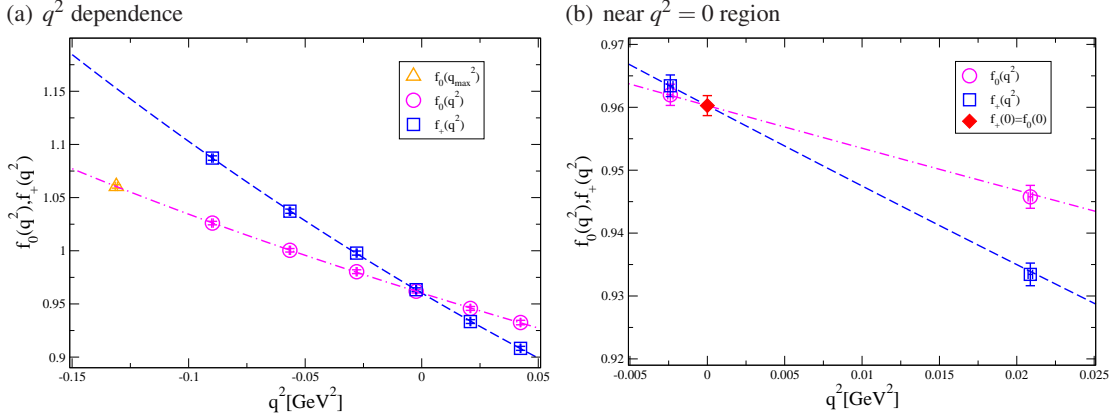 (a) q² dependence
f₀(q²),f₊(q²)
1.15
1.1
1.05
1
0.95
0.9
-0.15
-0.1
-0.05
0
0.05
q²[GeV²]
f₀(qₘₐₓ²)
f₀(q²)
f₊(q²)
(b) near q² = 0 region
f₀(q²),f₊(q²)
0.97
0.96
0.95
0.94
0.93
0.92
-0.005
0
0.005
0.01
0.015
0.02
0.025
q²[GeV²]
f₀(q²)
f₊(q²)
f₊(0)=f₀(0)